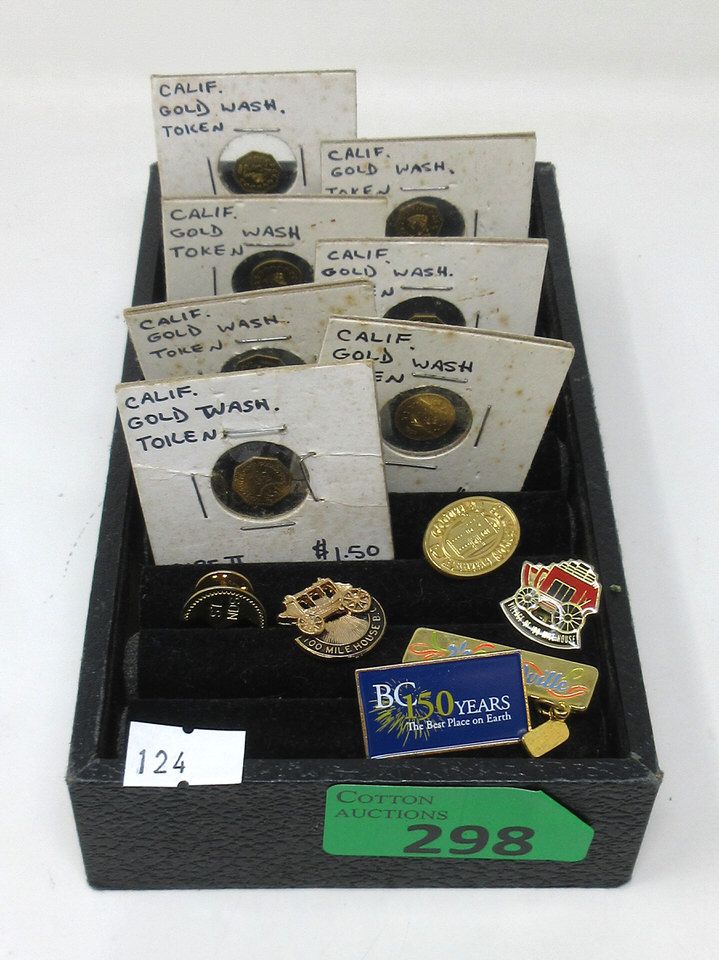 CALIF.
GOLD WASH.
TOKEN
CALIF.
GOLD WASH.
TOKEN
CALIF.
GOLD WASH
TOKEN
CALIF.
GOLD WASH.
EN
CALIF.
GOLD WASH.
TOKEN
CALIF.
GOLD WASH
EN
CALIF.
GOLD WASH.
TOKEN
$1.50
100 MILE HOUSE B.C.
BC 150 YEARS
The Best Place on Earth
124
COTTON
AUCTIONS
298